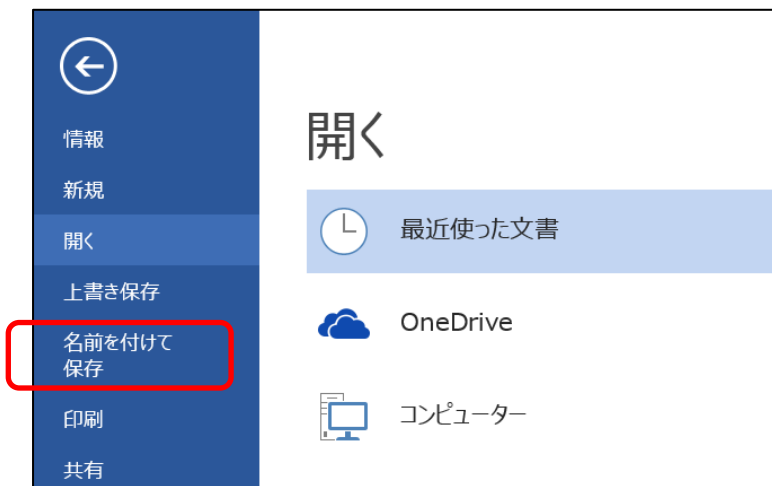 情報
新規
開く
上書き保存
名前を付けて
保存
印刷
共有
開く
最近使った文書
OneDrive
コンピューター